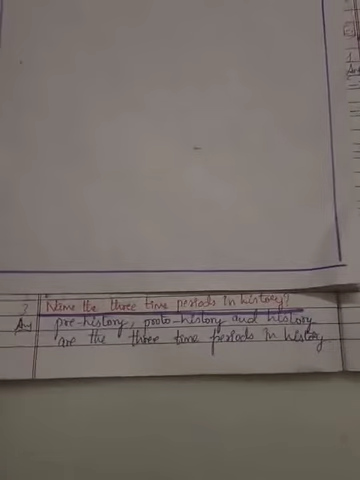 ? Name the three time periods in history?
Ans pre-history, proto-history and history
are the three time periods in history